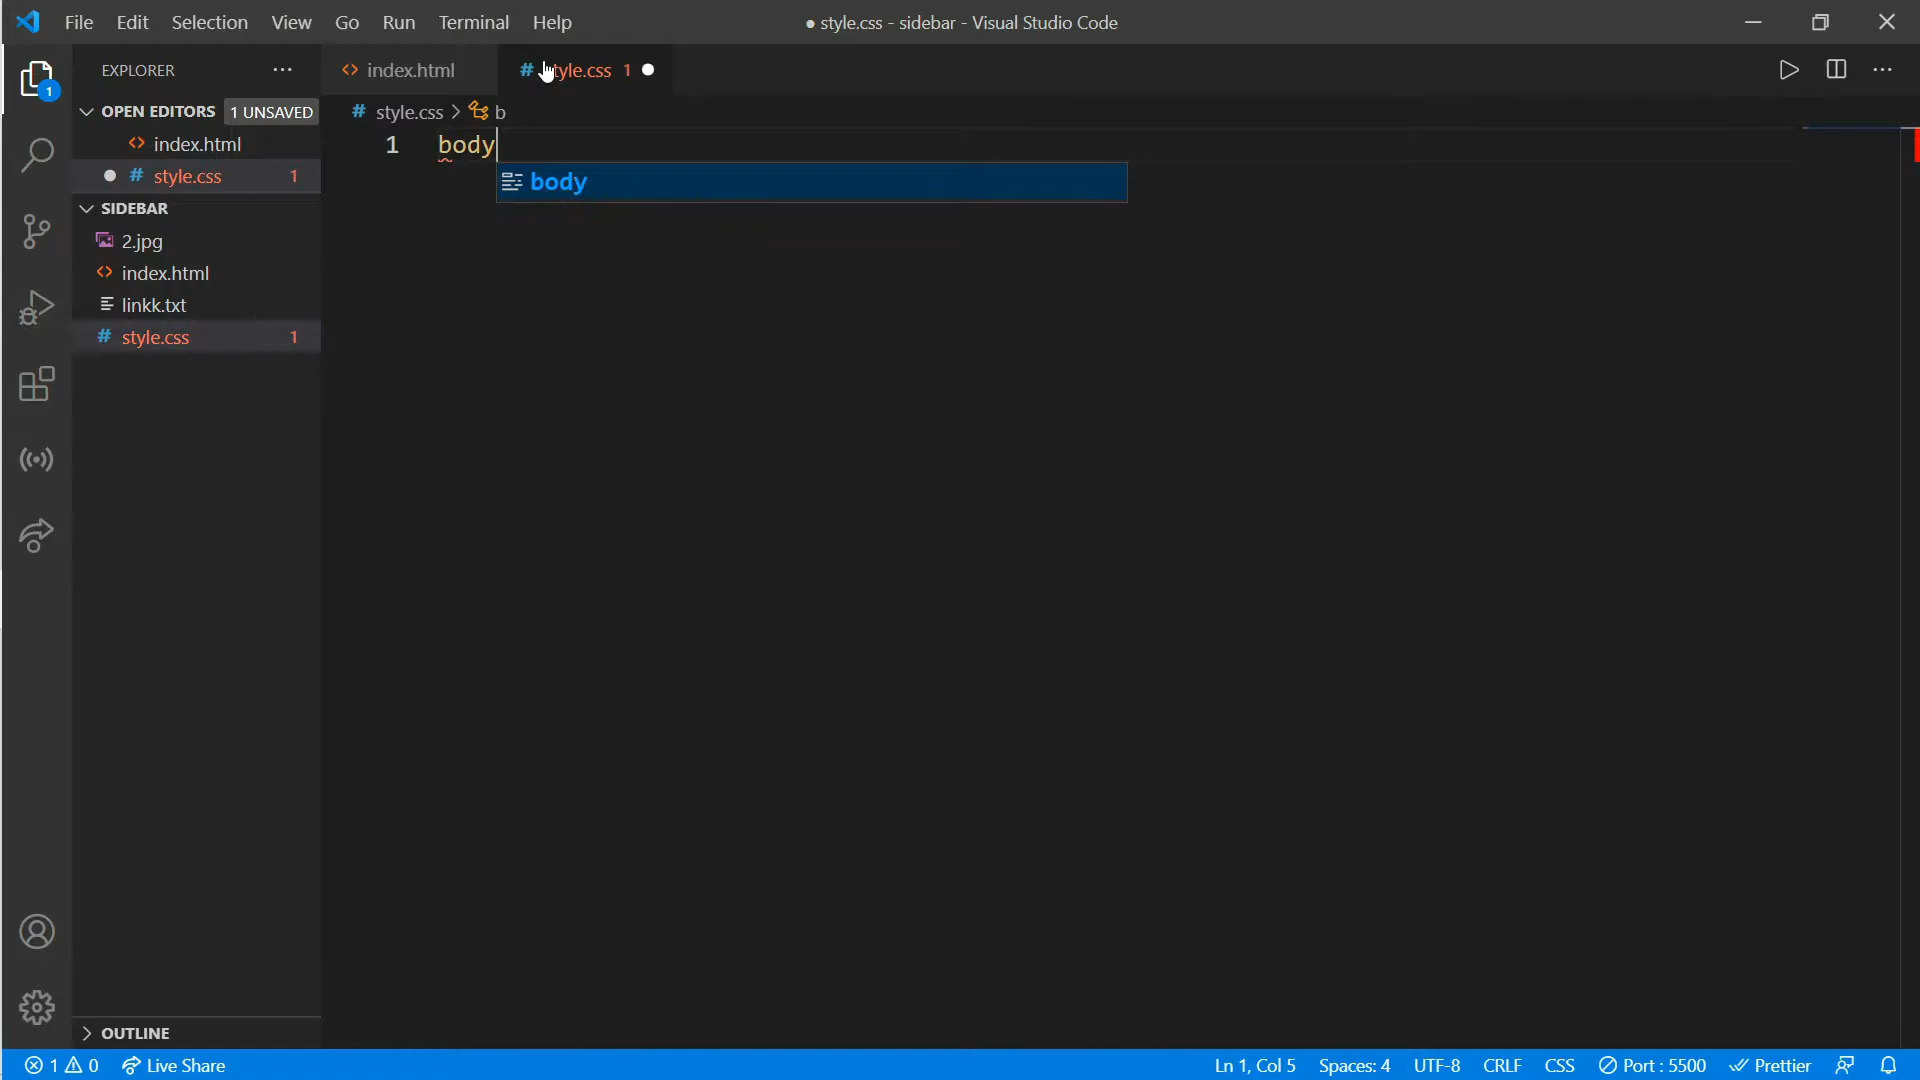 File Edit Selection View Go Run Terminal Help
● style.css - sidebar - Visual Studio Code
EXPLORER
1
OPEN EDITORS 1 UNSAVED
<> index.html
# style.css 1
SIDEBAR
2.jpg
<> index.html
linkk.txt
# style.css 1
OUTLINE
<> index.html
# style.css 1
# style.css > b
1 body
body
1 0 Live Share
Ln 1, Col 5 Spaces: 4 UTF-8 CRLF CSS Port : 5500 Prettier